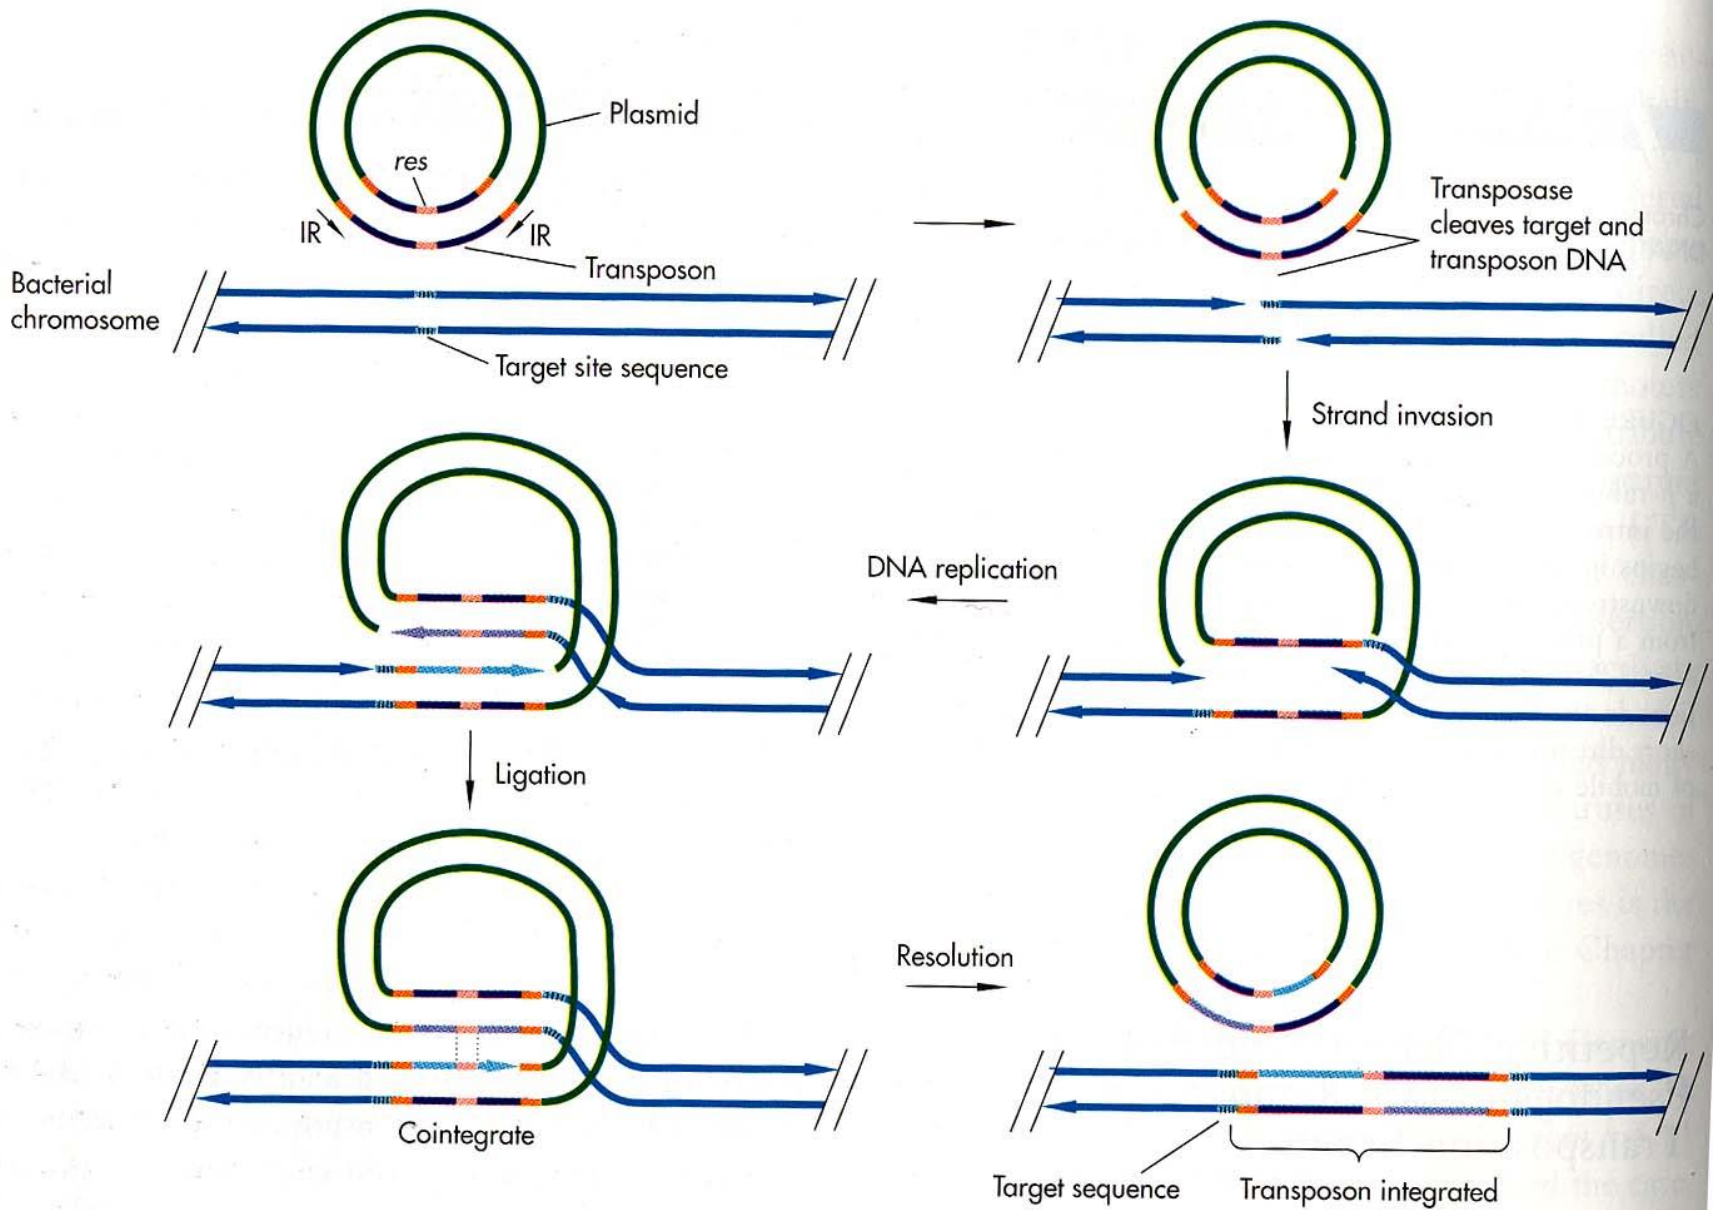 Plasmid
res
IR
IR
Transposon
Bacterial
chromosome
Target site sequence
Transposase
cleaves target and
transposon DNA
Strand invasion
DNA replication
Ligation
Cointegrate
Resolution
Target sequence
Transposon integrated